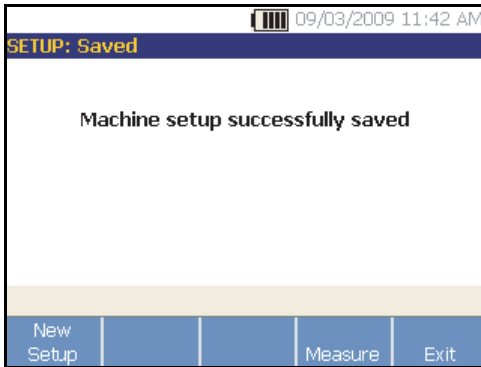 09/03/2009 11:42 AM
SETUP: Saved
Machine setup successfully saved
New
Setup
Measure
Exit